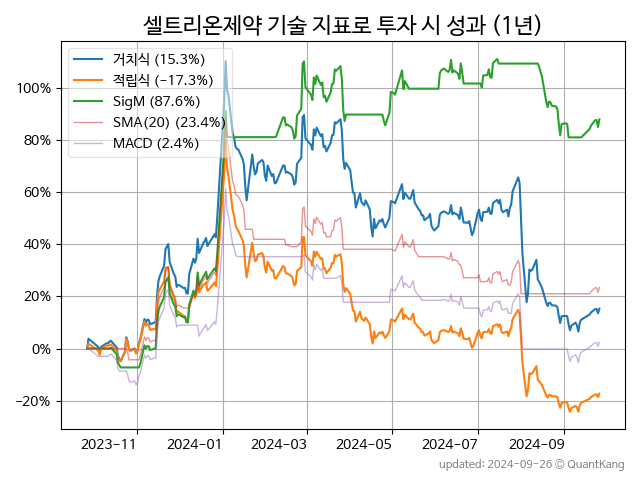 셀트리온제약 기술 지표로 투자 시 성과 (1년)
거치식 (15.3%)
적립식 (−17.3%)
SigM (87.6%)
SMA(20) (23.4%)
MACD (2.4%)
100%
80%
60%
40%
20%
0%
−20%
2023-11 2024-01 2024-03 2024-05 2024-07 2024-09
updated: 2024-09-26 © QuantKang